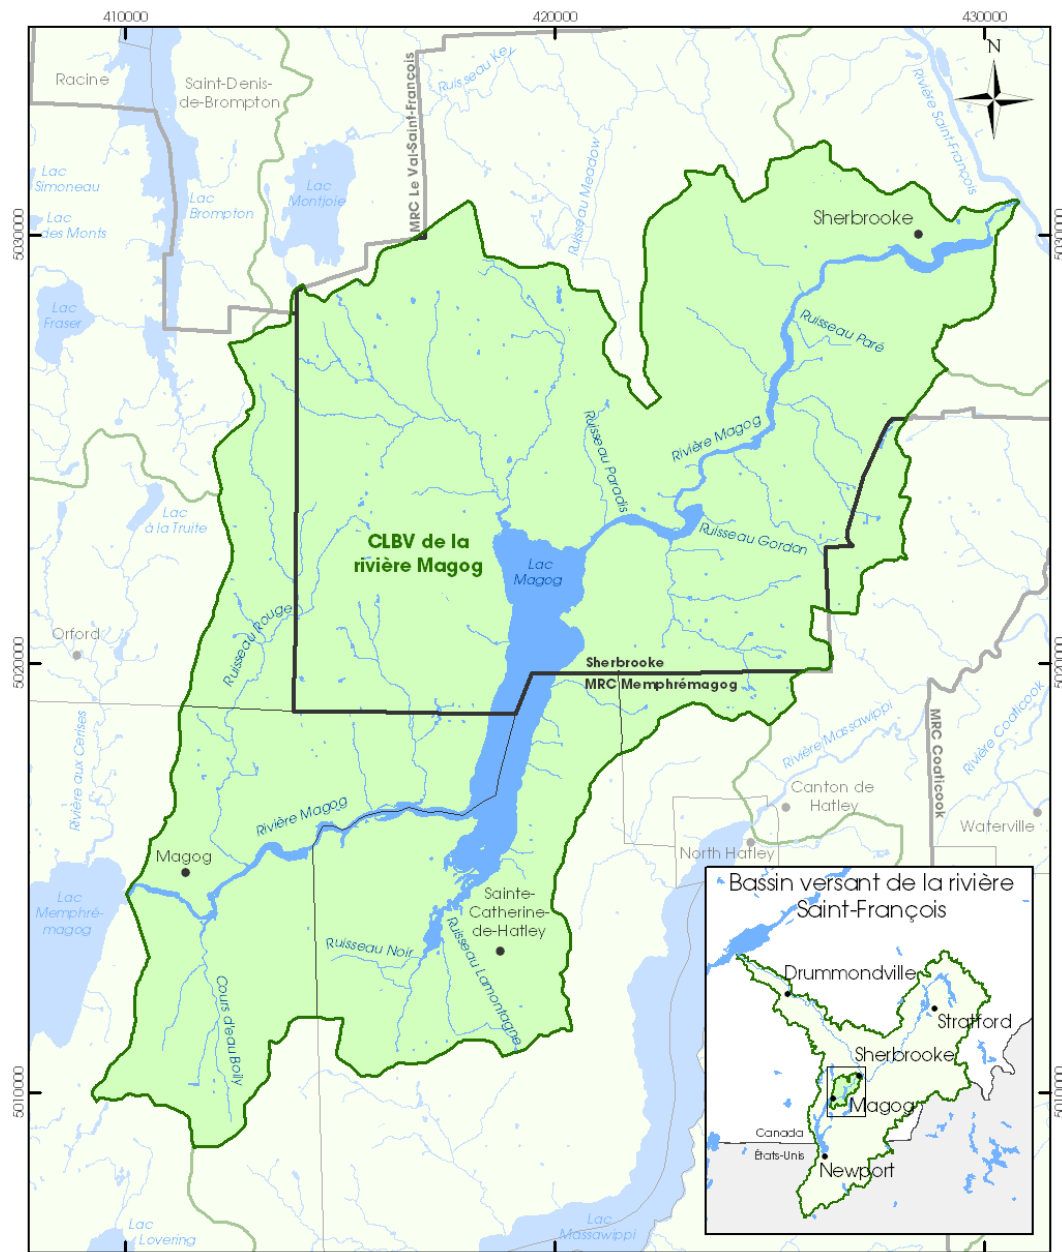 410000
420000
430000
N
Racine
Saint-Denis-
de-Brompton
Ruisseau Key
MRC Le Val-Saint-François
Rivière Saint-François
Lac
Simoneau
Lac
des Monts
Lac
Brompton
Lac
Montjoie
Ruisseau Meadow
Sherbrooke
5030000
5030000
Lac
Fraser
Ruisseau Paré
Rivière Magog
Ruisseau Paradis
Lac
à la Truite
CLBV de la
rivière Magog
Ruisseau Gordon
Lac
Magog
Ruisseau Rouge
Orford
5020000
5020000
Sherbrooke
MRC Memphrémagog
Rivière aux Cerises
Rivière Massawippi
Rivière Coaticook
MRC Coaticook
Canton de
Hatley
Waterville
North Hatley
Rivière Magog
Magog
Lac
Memphré-
magog
Sainte-
Catherine-
de-Hatley
Ruisseau Noir
Ruisseau Lamontagne
Cours d'eau Boily
5010000
5010000
Lac
Lovering
Lac
Massawippi
Bassin versant de la rivière
Saint-François
Drummondville
Stratford
Sherbrooke
Magog
Canada
États-Unis
Newport